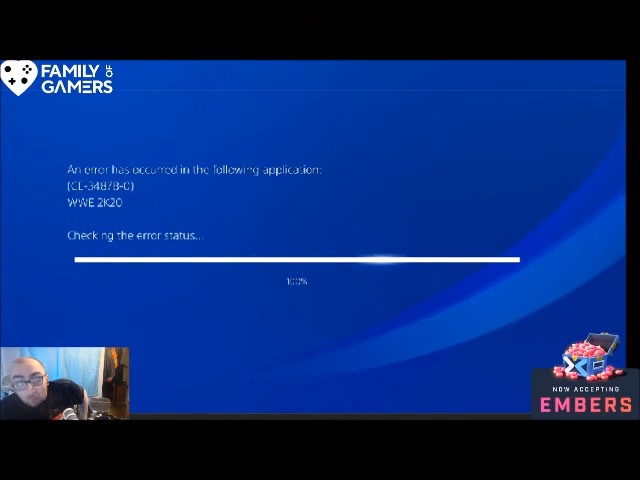 FAMILY OF
GAMERS
An error has occurred in the following application:
(CE-34878-0)
WWE 2K20
Checking the error status...
100%
NOW ACCEPTING
EMBERS